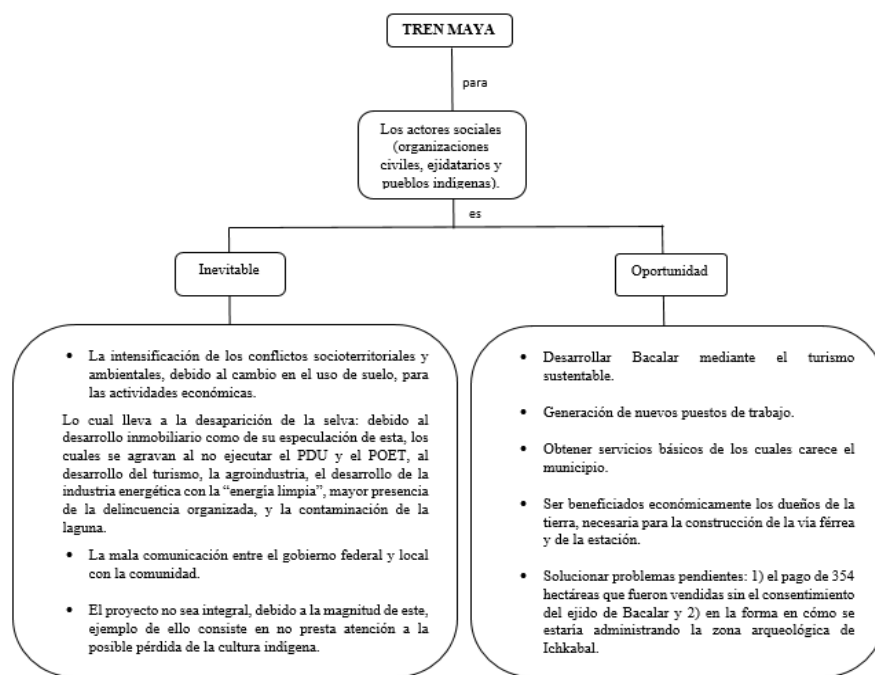 TREN MAYA
para
Los actores sociales
(organizaciones
civiles, ejidatarios y
pueblos indígenas).
es
Inevitable
Oportunidad
• La intensificación de los conflictos socioterritoriales y
ambientales, debido al cambio en el uso de suelo, para
las actividades económicas.
Lo cual lleva a la desaparición de la selva: debido al
desarrollo inmobiliario como de su especulación de esta, los
cuales se agravan al no ejecutar el PDU y el POET, al
desarrollo del turismo, la agroindustria, el desarrollo de la
industria energética con la “energía limpia”, mayor presencia
de la delincuencia organizada, y la contaminación de la
laguna.
• La mala comunicación entre el gobierno federal y local
con la comunidad.
• El proyecto no sea integral, debido a la magnitud de este,
ejemplo de ello consiste en no presta atención a la
posible pérdida de la cultura indígena.
• Desarrollar Bacalar mediante el turismo
sustentable.
• Generación de nuevos puestos de trabajo.
• Obtener servicios básicos de los cuales carece el
municipio.
• Ser beneficiados económicamente los dueños de la
tierra, necesaria para la construcción de la vía férrea
y de la estación.
• Solucionar problemas pendientes: 1) el pago de 354
hectáreas que fueron vendidas sin el consentimiento
del ejido de Bacalar y 2) en la forma en cómo se
estaría administrando la zona arqueológica de
Ichkabal.